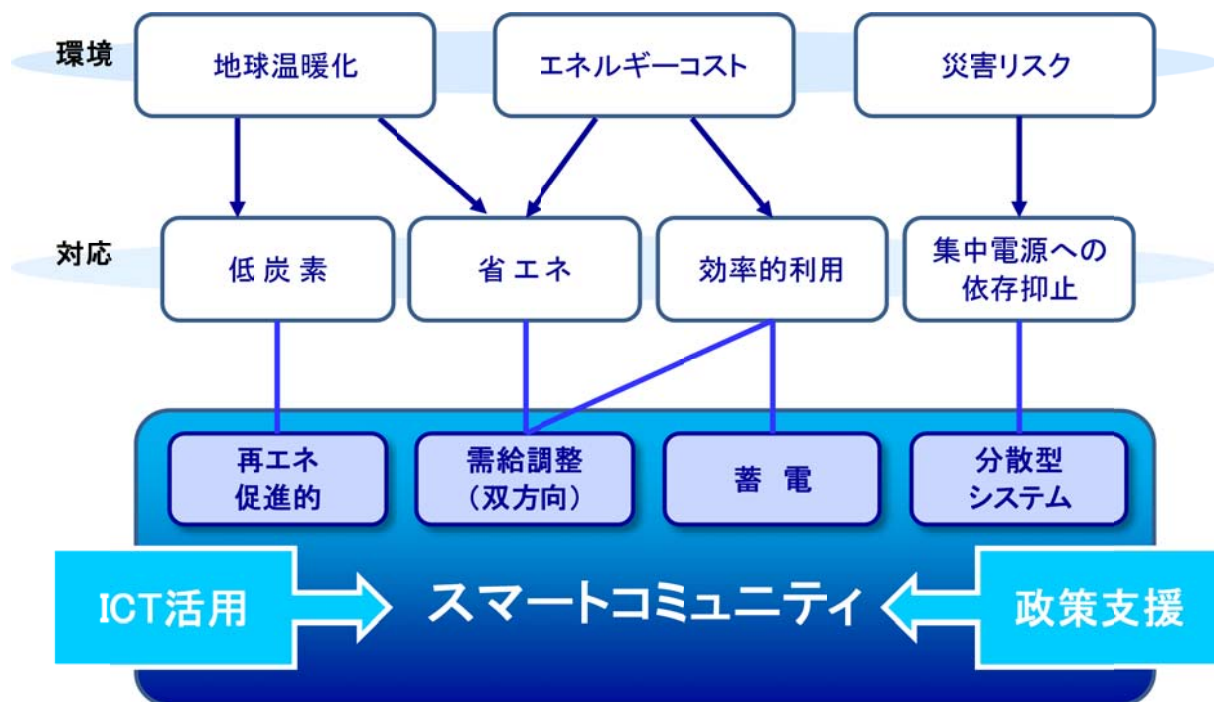 環境
地球温暖化
エネルギーコスト
災害リスク
対応
低 炭 素
省 エ ネ
効率的利用
集中電源への
依存抑止
再エネ
促進的
需給調整
（双方向）
蓄 電
分散型
システム
ICT活用
スマートコミュニティ
政策支援